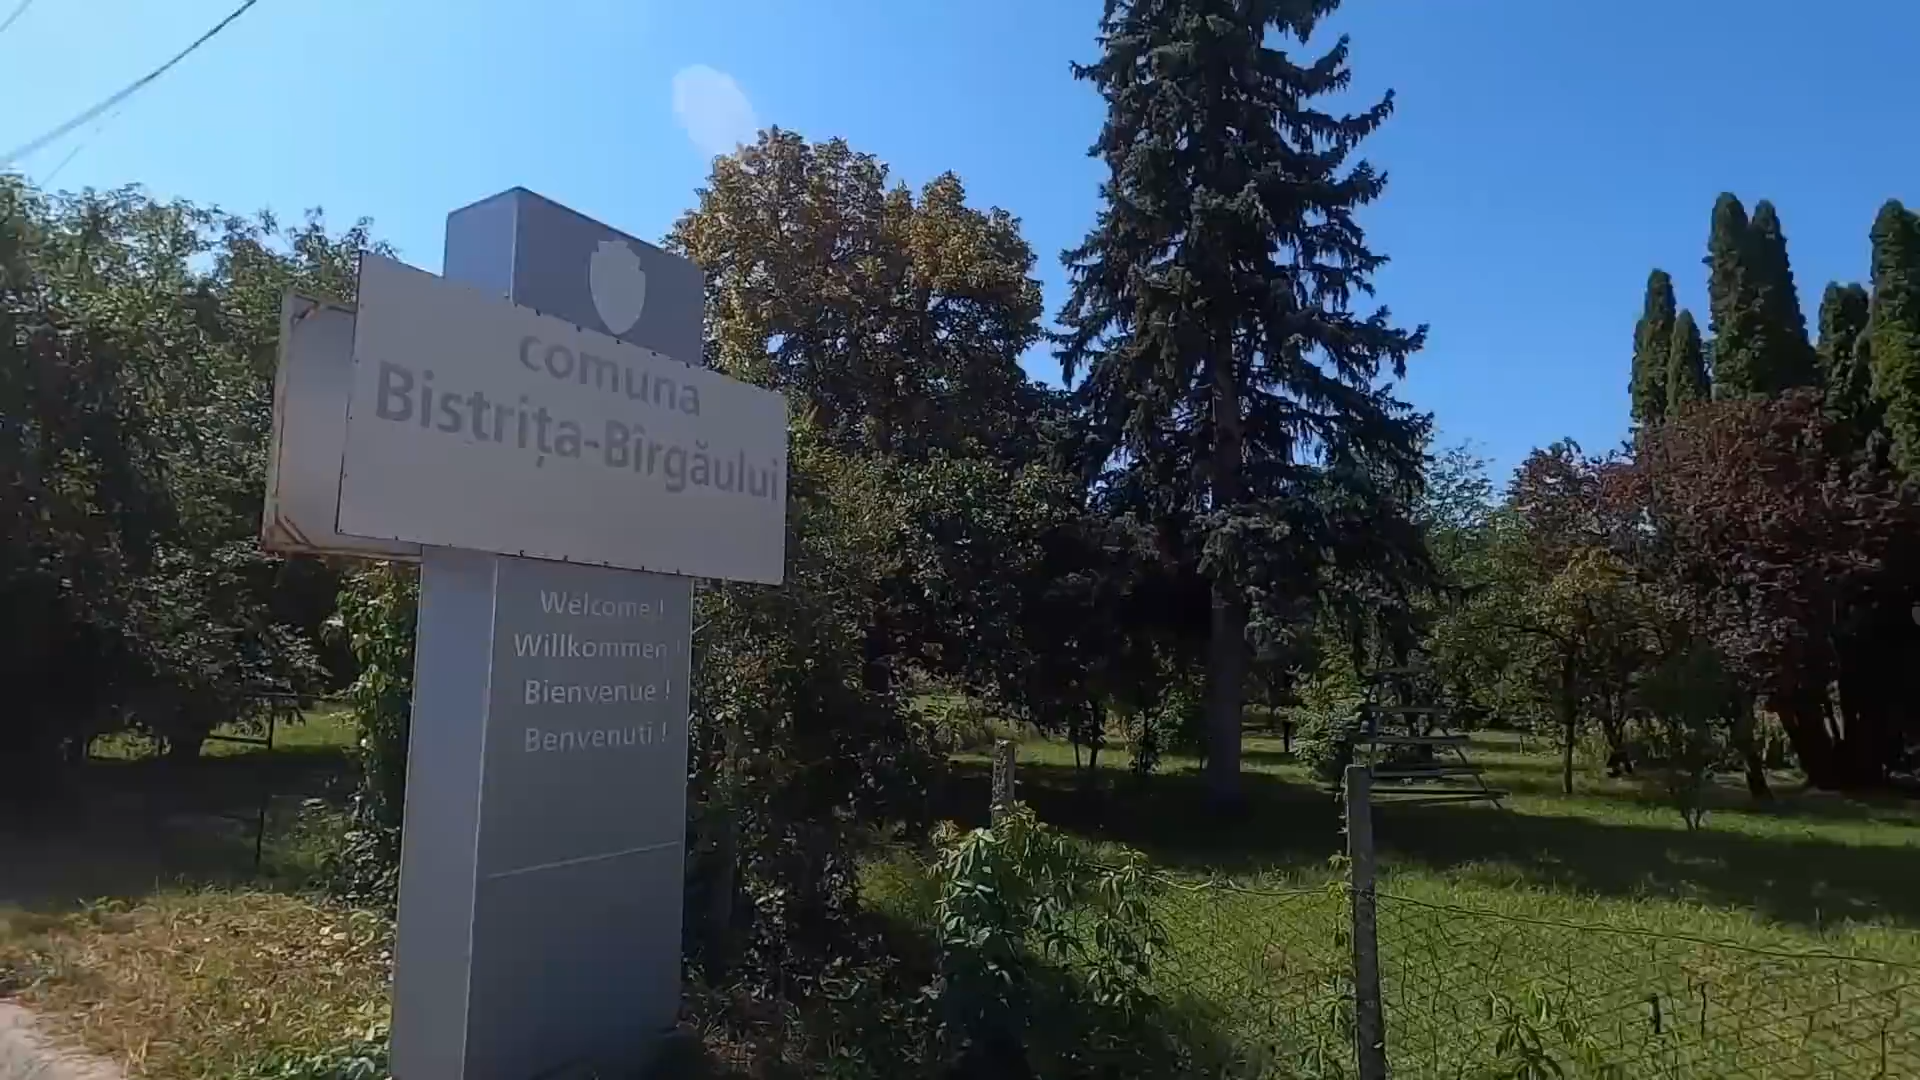 comuna
Bistrița-Bîrgăului
Welcome !
Willkommen !
Bienvenue !
Benvenuti !